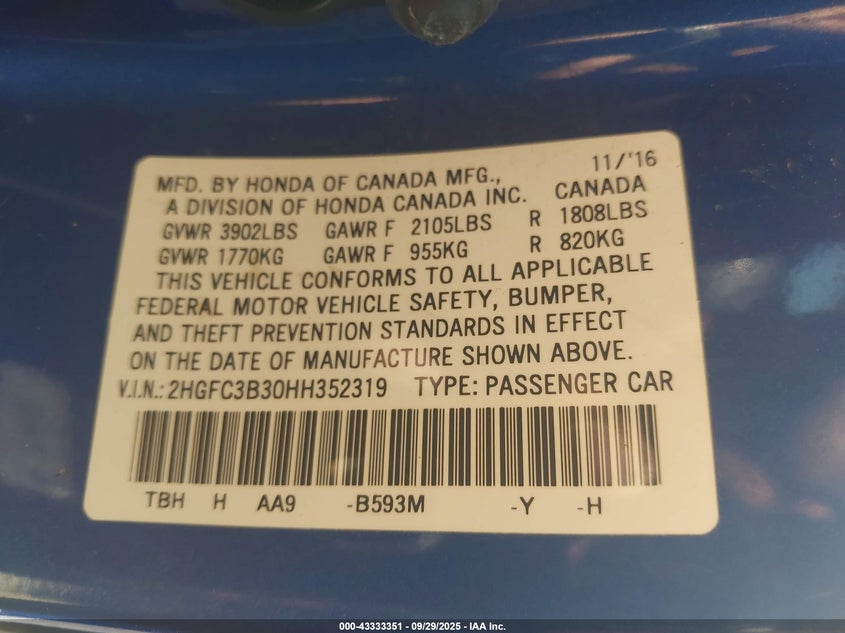 11/'16
MFD. BY HONDA OF CANADA MFG.,
A DIVISION OF HONDA CANADA INC. CANADA
GVWR 3902LBS GAWR F 2105LBS R 1808LBS
GVWR 1770KG GAWR F 955KG R 820KG
THIS VEHICLE CONFORMS TO ALL APPLICABLE
FEDERAL MOTOR VEHICLE SAFETY, BUMPER,
AND THEFT PREVENTION STANDARDS IN EFFECT
ON THE DATE OF MANUFACTURE SHOWN ABOVE.
V.I.N.: 2HGFC3B30HH352319 TYPE: PASSENGER CAR
TBH H AA9 -B593M -Y -H
000-43333351 - 09/29/2025 - IAA Inc.